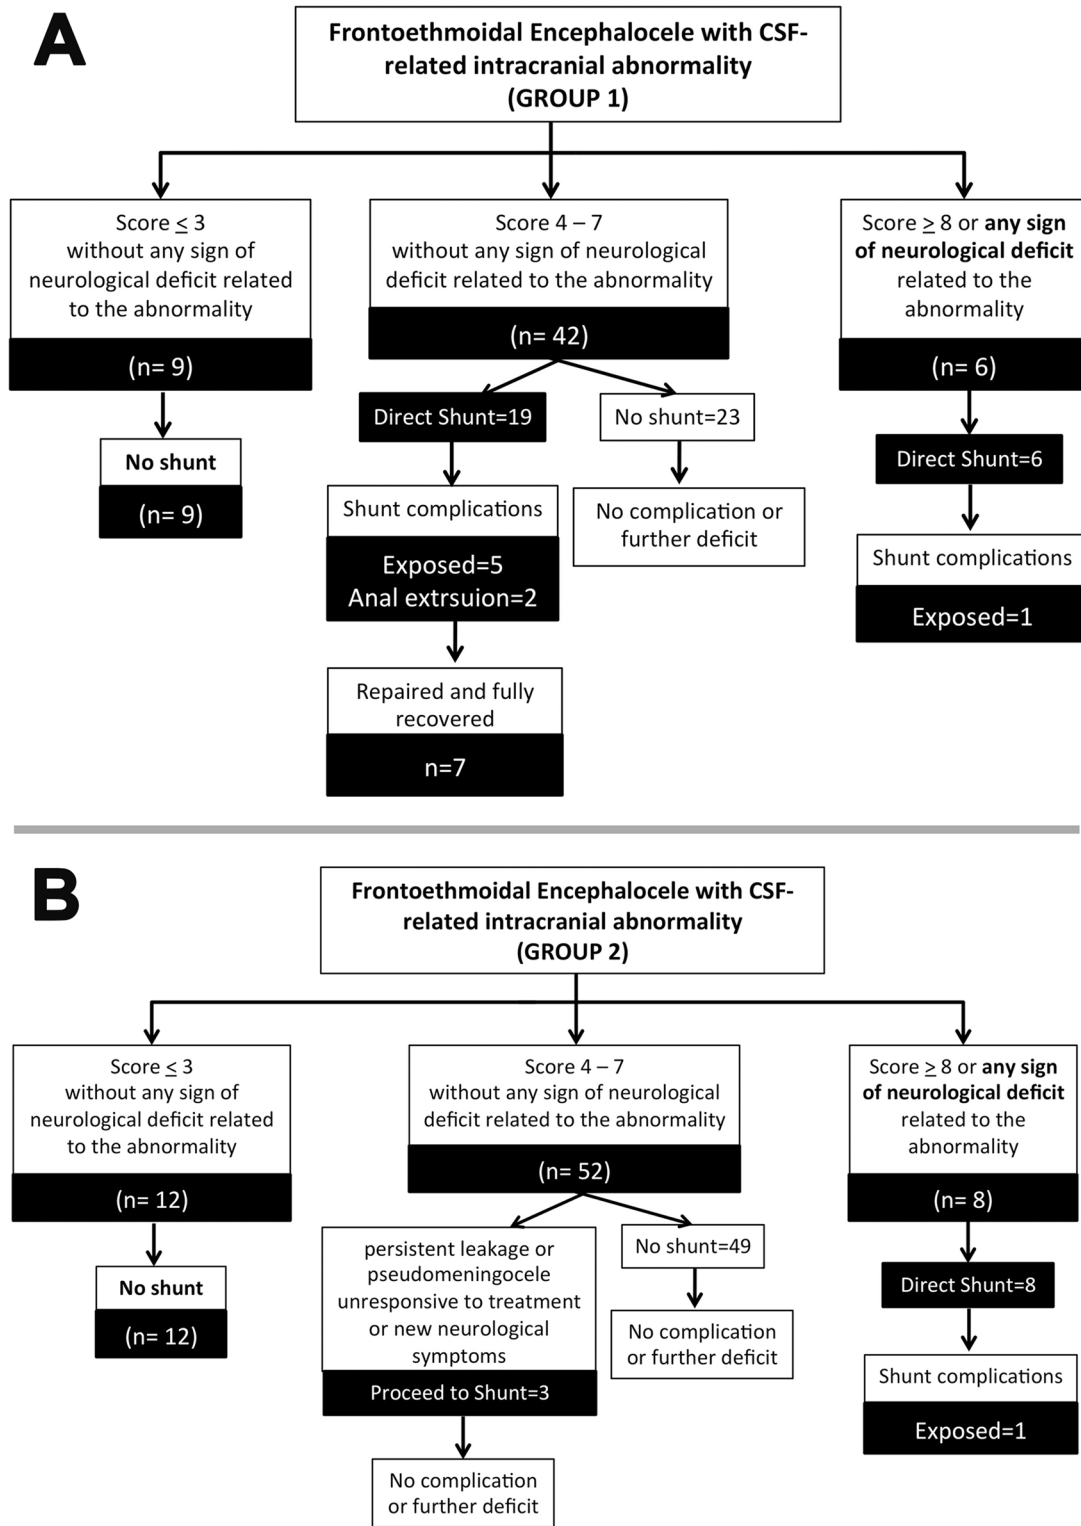 A
Frontoethmoidal Encephalocele with CSF-
related intracranial abnormality
(GROUP 1)
Score ≤ 3
without any sign of
neurological deficit related
to the abnormality
(n= 9)
No shunt
(n= 9)
Score 4 – 7
without any sign of neurological
deficit related to the abnormality
(n= 42)
Direct Shunt=19
Shunt complications
Exposed=5
Anal extrsuion=2
Repaired and fully
recovered
n=7
No shunt=23
No complication or
further deficit
Score ≥ 8 or any sign
of neurological deficit
related to the
abnormality
(n= 6)
Direct Shunt=6
Shunt complications
Exposed=1
B
Frontoethmoidal Encephalocele with CSF-
related intracranial abnormality
(GROUP 2)
Score ≤ 3
without any sign of
neurological deficit related
to the abnormality
(n= 12)
No shunt
(n= 12)
Score 4 – 7
without any sign of neurological
deficit related to the abnormality
(n= 52)
persistent leakage or
pseudomeningocele
unresponsive to treatment
or new neurological
symptoms
Proceed to Shunt=3
No complication
or further deficit
No shunt=49
No complication
or further deficit
Score ≥ 8 or any sign
of neurological deficit
related to the
abnormality
(n= 8)
Direct Shunt=8
Shunt complications
Exposed=1